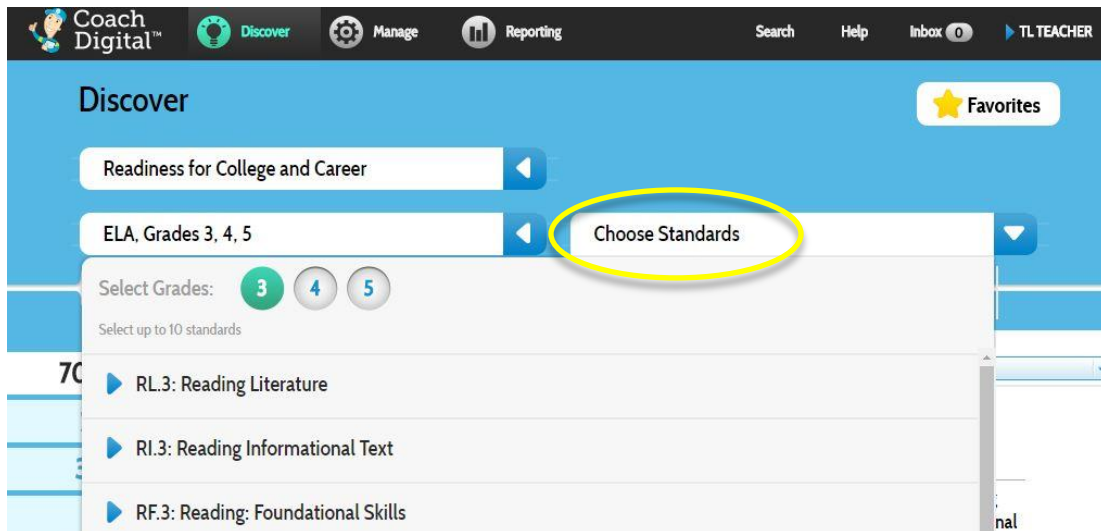 Coach
Digital™ Discover Manage Reporting Search Help Inbox 0 TL TEACHER
Discover
Favorites
Readiness for College and Career
ELA, Grades 3, 4, 5 Choose Standards
Select Grades: 3 4 5
Select up to 10 standards
70
RL.3: Reading Literature
RI.3: Reading Informational Text
RF.3: Reading: Foundational Skills
nal